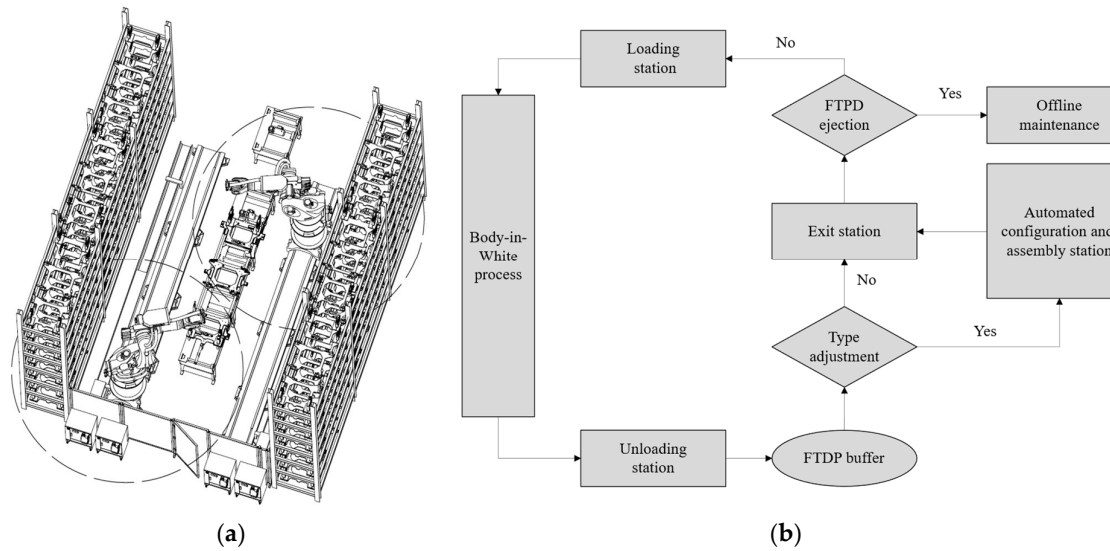 Loading
station
No
FTPD
ejection
Yes
Offline
maintenance
Body-in-
White
process
Exit station
Automated
configuration and
assembly station
No
Type
adjustment
Yes
Unloading
station
FTDP buffer
(a)
(b)